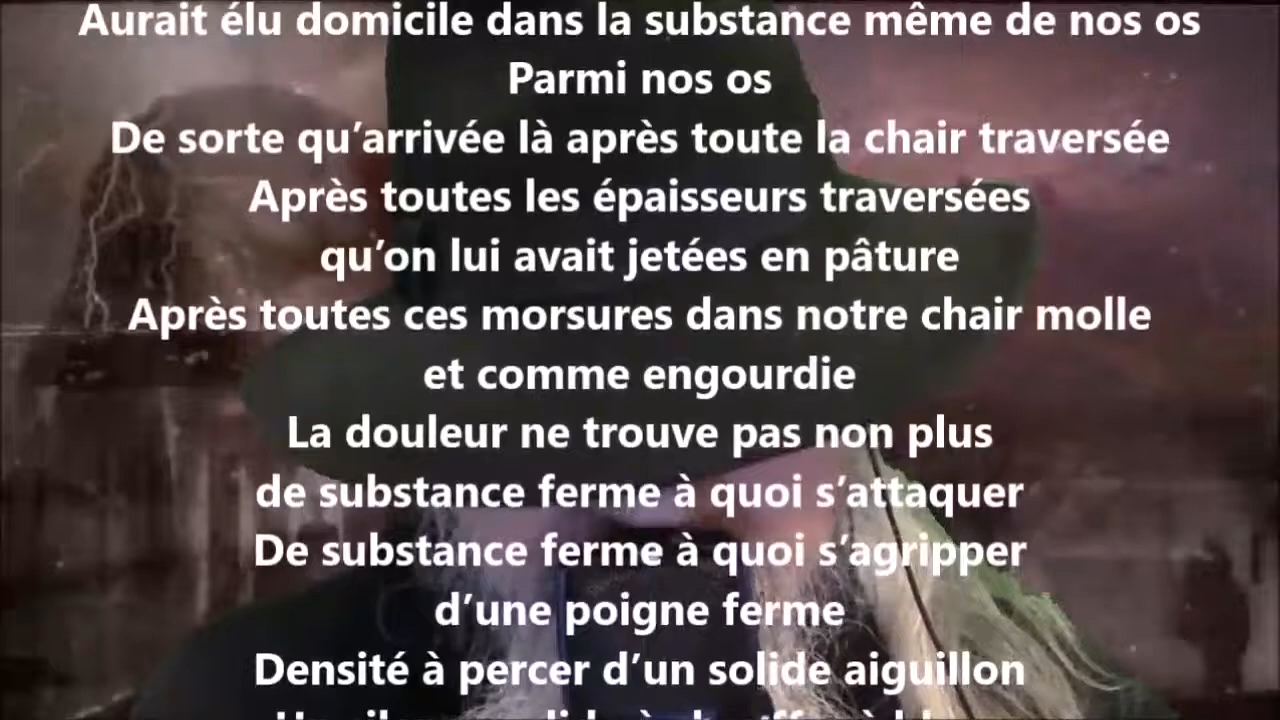 Aurait élu domicile dans la substance même de nos os
Parmi nos os
De sorte qu’arrivée là après toute la chair traversée
Après toutes les épaisseurs traversées
qu’on lui avait jetées en pâture
Après toutes ces morsures dans notre chair molle
et comme engourdie
La douleur ne trouve pas non plus
de substance ferme à quoi s’attaquer
De substance ferme à quoi s’agripper
d’une poigne ferme
Densité à percer d’un solide aiguillon